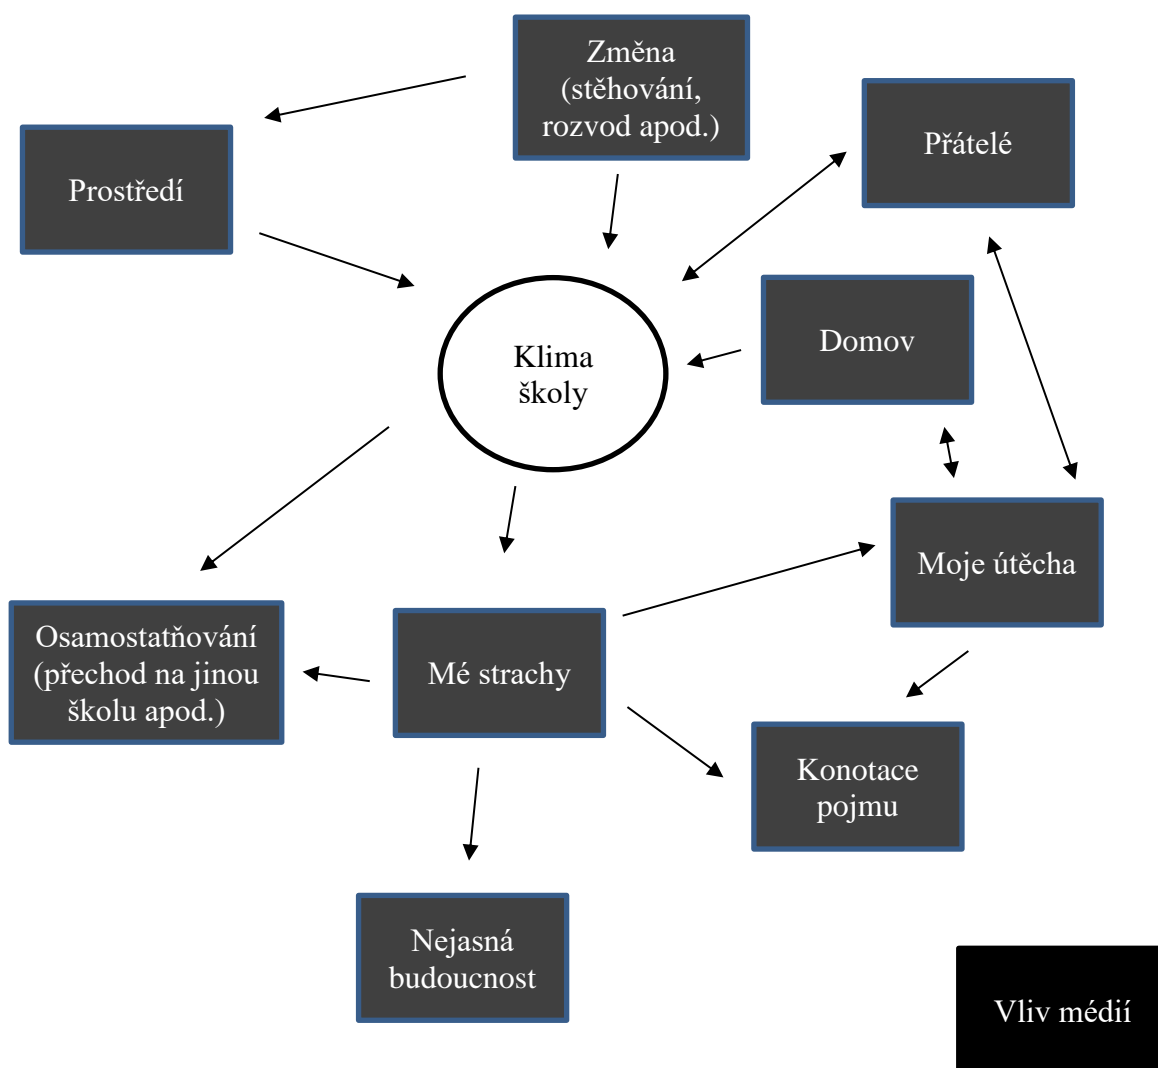 Změna
(stěhování,
rozvod apod.)
Přátelé
Prostředí
Domov
Klima
školy
Moje útěcha
Osamostatňování
(přechod na jinou
školu apod.)
Mé strachy
Konotace
pojmu
Nejasná
budoucnost
Vliv médií